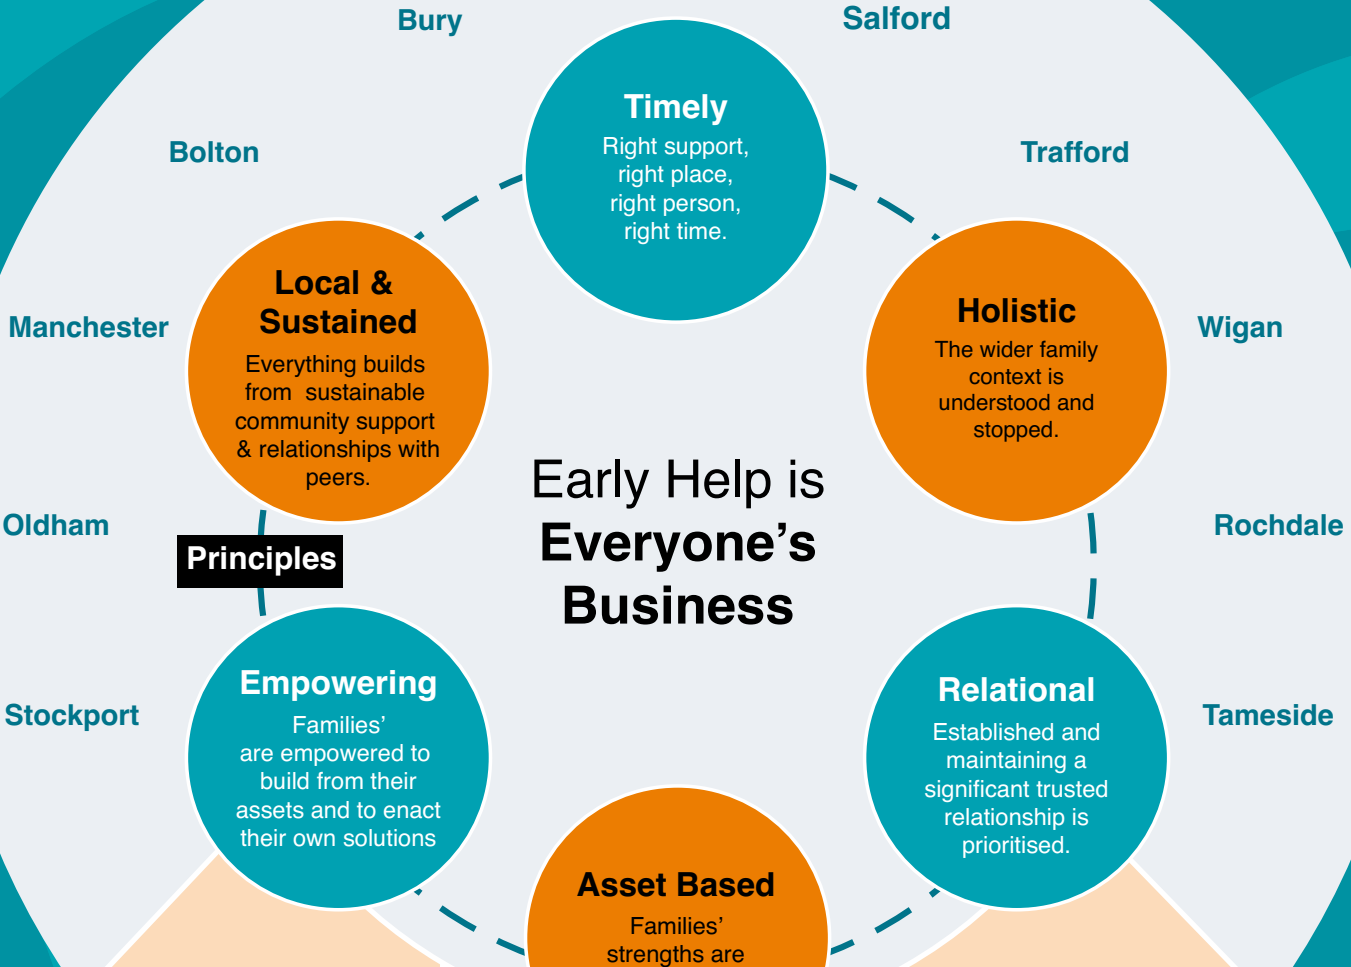 Bury
Salford
Timely
Right support,
right place,
right person,
right time.
Bolton
Trafford
Local &
Sustained
Everything builds
from sustainable
community support
& relationships with
peers.
Holistic
The wider family
context is
understood and
stopped.
Manchester
Wigan
Early Help is
Everyone’s
Business
Oldham
Rochdale
Principles
Empowering
Families’
are empowered to
build from their
assets and to enact
their own solutions
Relational
Established and
maintaining a
significant trusted
relationship is
prioritised.
Stockport
Tameside
Asset Based
Families’
strengths are